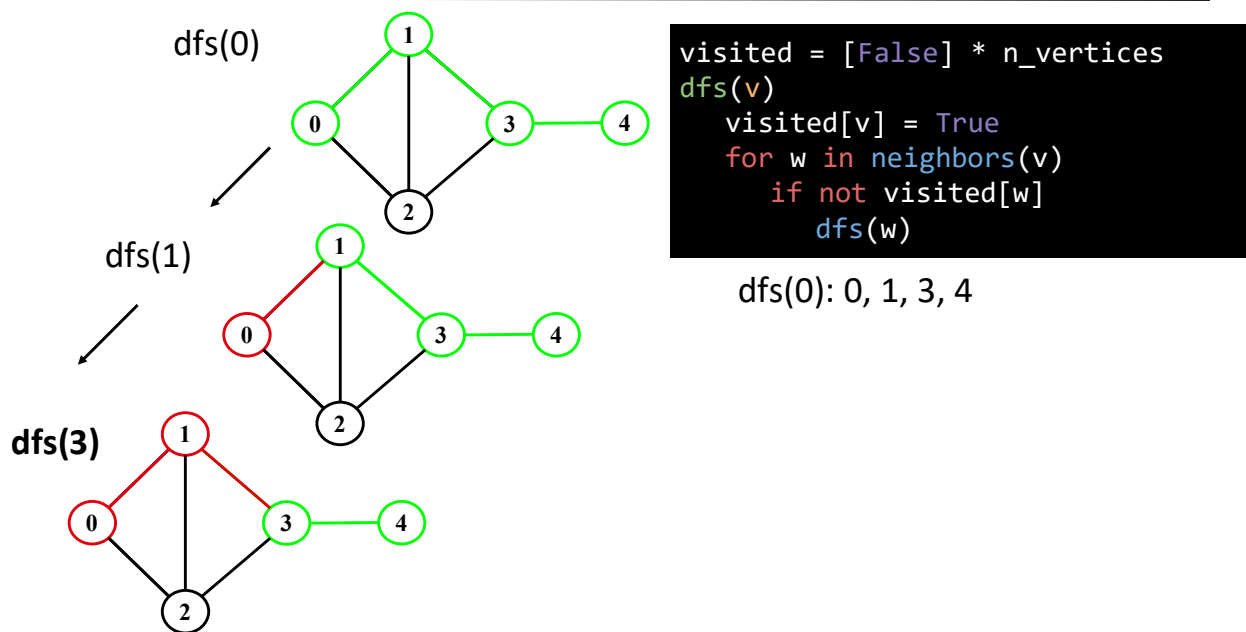 dfs(0)
1
0
3
4
2
visited = [False] * n_vertices
dfs(v)
visited[v] = True
for w in neighbors(v)
if not visited[w]
dfs(w)
dfs(0): 0, 1, 3, 4
dfs(1)
1
0
3
4
2
dfs(3)
1
0
3
4
2